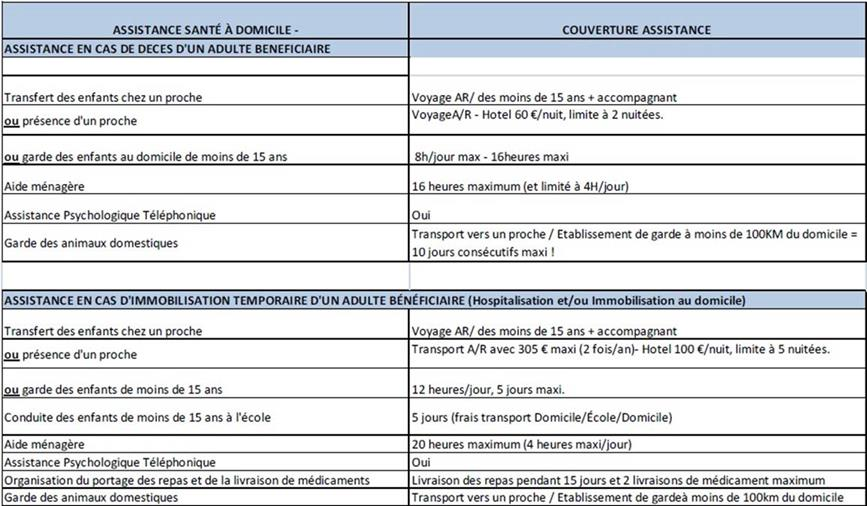 ASSISTANCE SANTÉ À DOMICILE - COUVERTURE ASSISTANCE
ASSISTANCE EN CAS DE DECES D'UN ADULTE BENEFICIAIRE
Transfert des enfants chez un proche Voyage AR/ des moins de 15 ans + accompagnant
ou présence d'un proche VoyageA/R - Hotel 60 €/nuit, limite à 2 nuitées.
ou garde des enfants au domicile de moins de 15 ans 8h/jour max - 16heures maxi
Aide ménagère 16 heures maximum (et limité à 4H/jour)
Assistance Psychologique Téléphonique Oui
Garde des animaux domestiques Transport vers un proche / Etablissement de garde à moins de 100KM du domicile =
10 jours consécutifs maxi !
ASSISTANCE EN CAS D'IMMOBILISATION TEMPORAIRE D'UN ADULTE BÉNÉFICIAIRE (Hospitalisation et/ou Immobilisation au domicile)
Transfert des enfants chez un proche Voyage AR/ des moins de 15 ans + accompagnant
ou présence d'un proche Transport A/R avec 305 € maxi (2 fois/an)- Hotel 100 €/nuit, limite à 5 nuitées.
ou garde des enfants de moins de 15 ans 12 heures/jour, 5 jours maxi.
Conduite des enfants de moins de 15 ans à l'école 5 jours (frais transport Domicile/École/Domicile)
Aide ménagère 20 heures maximum (4 heures maxi/jour)
Assistance Psychologique Téléphonique Oui
Organisation du portage des repas et de la livraison de médicaments Livraison des repas pendant 15 jours et 2 livraisons de médicament maximum
Garde des animaux domestiques Transport vers un proche / Etablissement de gardeà moins de 100km du domicile